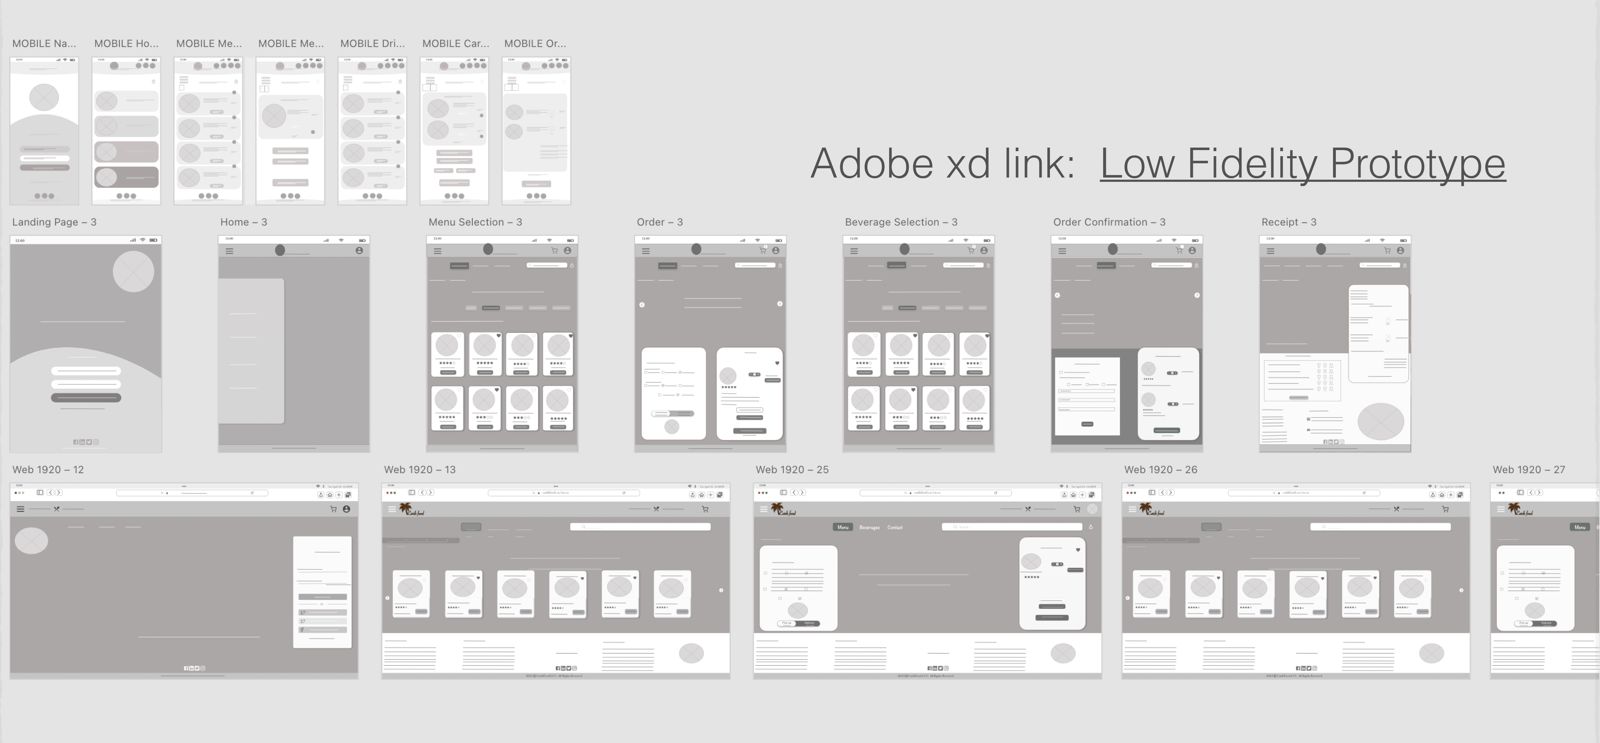 MOBILE Na...
MOBILE Ho...
MOBILE Me...
MOBILE Me...
MOBILE Dri...
MOBILE Car...
MOBILE Or...
Adobe xd link: Low Fidelity Prototype
Landing Page – 3
Home – 3
Menu Selection – 3
Order – 3
Beverage Selection – 3
Order Confirmation – 3
Receipt – 3
Web 1920 – 12
Web 1920 – 13
Web 1920 – 25
Web 1920 – 26
Web 1920 – 27
Menu
Beverages
Contact
Menu